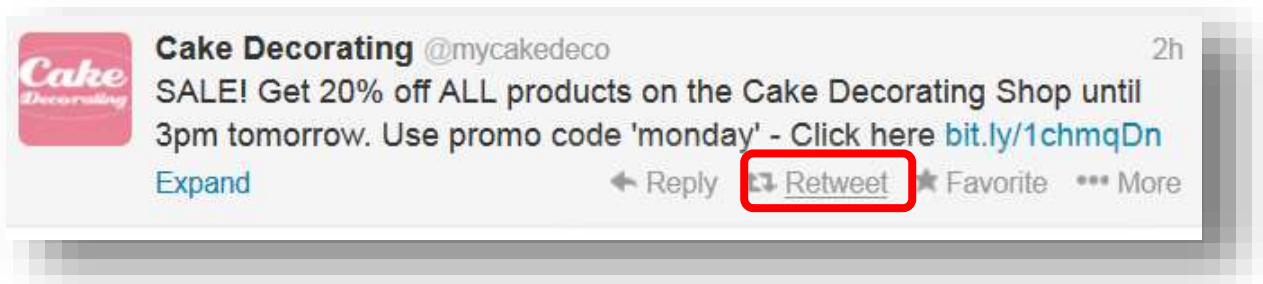 Cake
Decorating
Cake Decorating @mycakedeco 2h
SALE! Get 20% off ALL products on the Cake Decorating Shop until
3pm tomorrow. Use promo code 'monday' - Click here bit.ly/1chmqDn
Expand Reply Retweet Favorite More